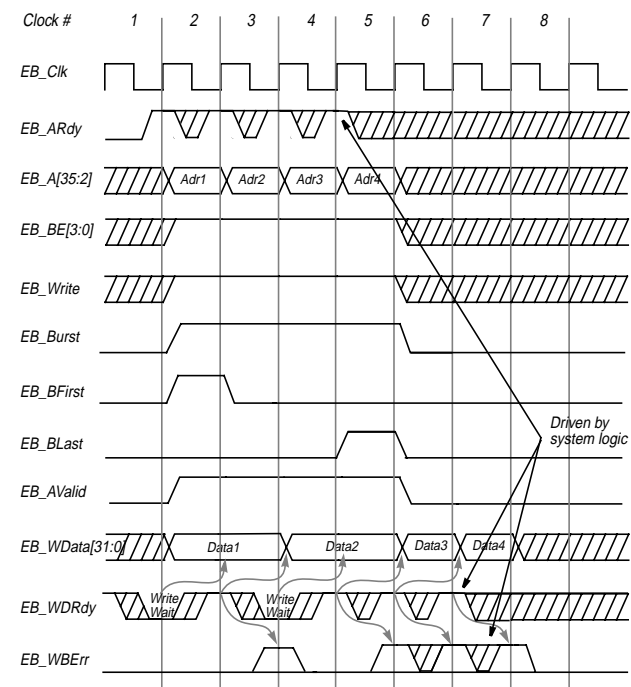 Clock # 1 2 3 4 5 6 7 8
EB_Clk
EB_ARdy
EB_A[35:2] Adr1 Adr2 Adr3 Adr4
EB_BE[3:0]
EB_Write
EB_Burst
EB_BFirst
EB_BLast
Driven by
system logic
EB_AValid
EB_WData[31:0] Data1 Data2 Data3 Data4
EB_WDRdy Write Write
Wait Wait
EB_WBErr